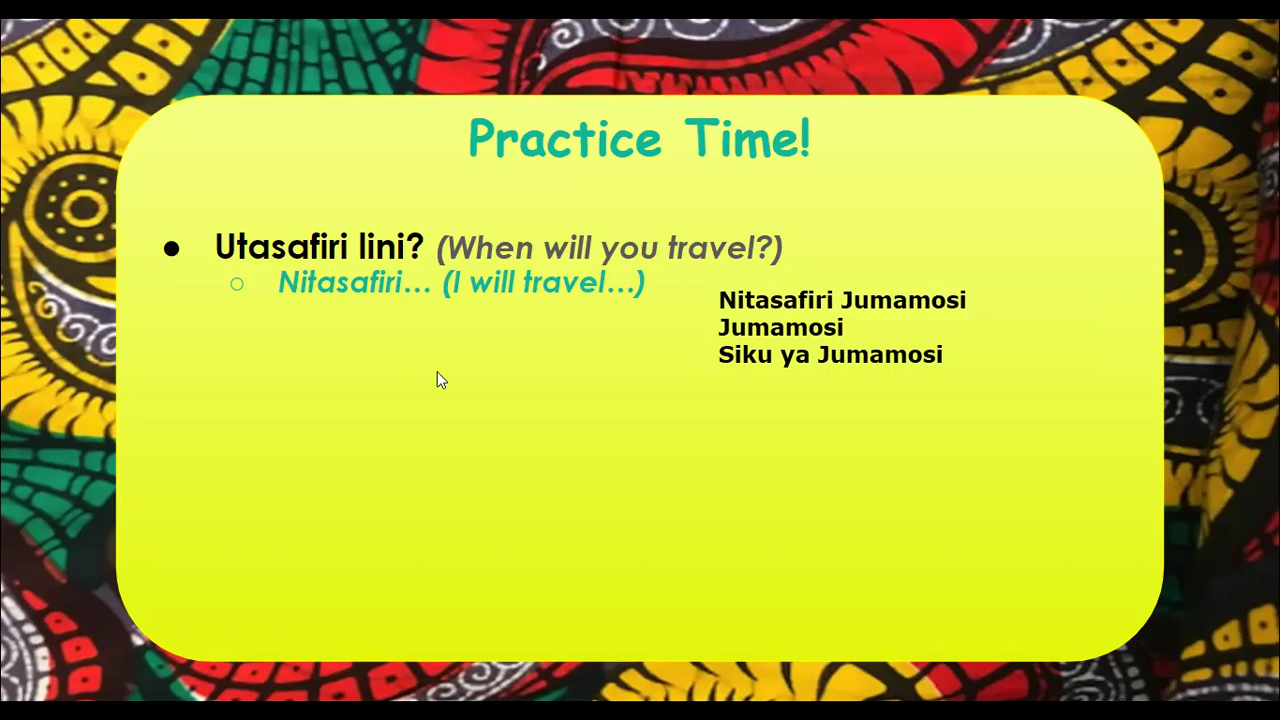 Practice Time!
● Utasafiri lini? (When will you travel?)
○ Nitasafiri... (I will travel...)
Nitasafiri Jumamosi
Jumamosi
Siku ya Jumamosi